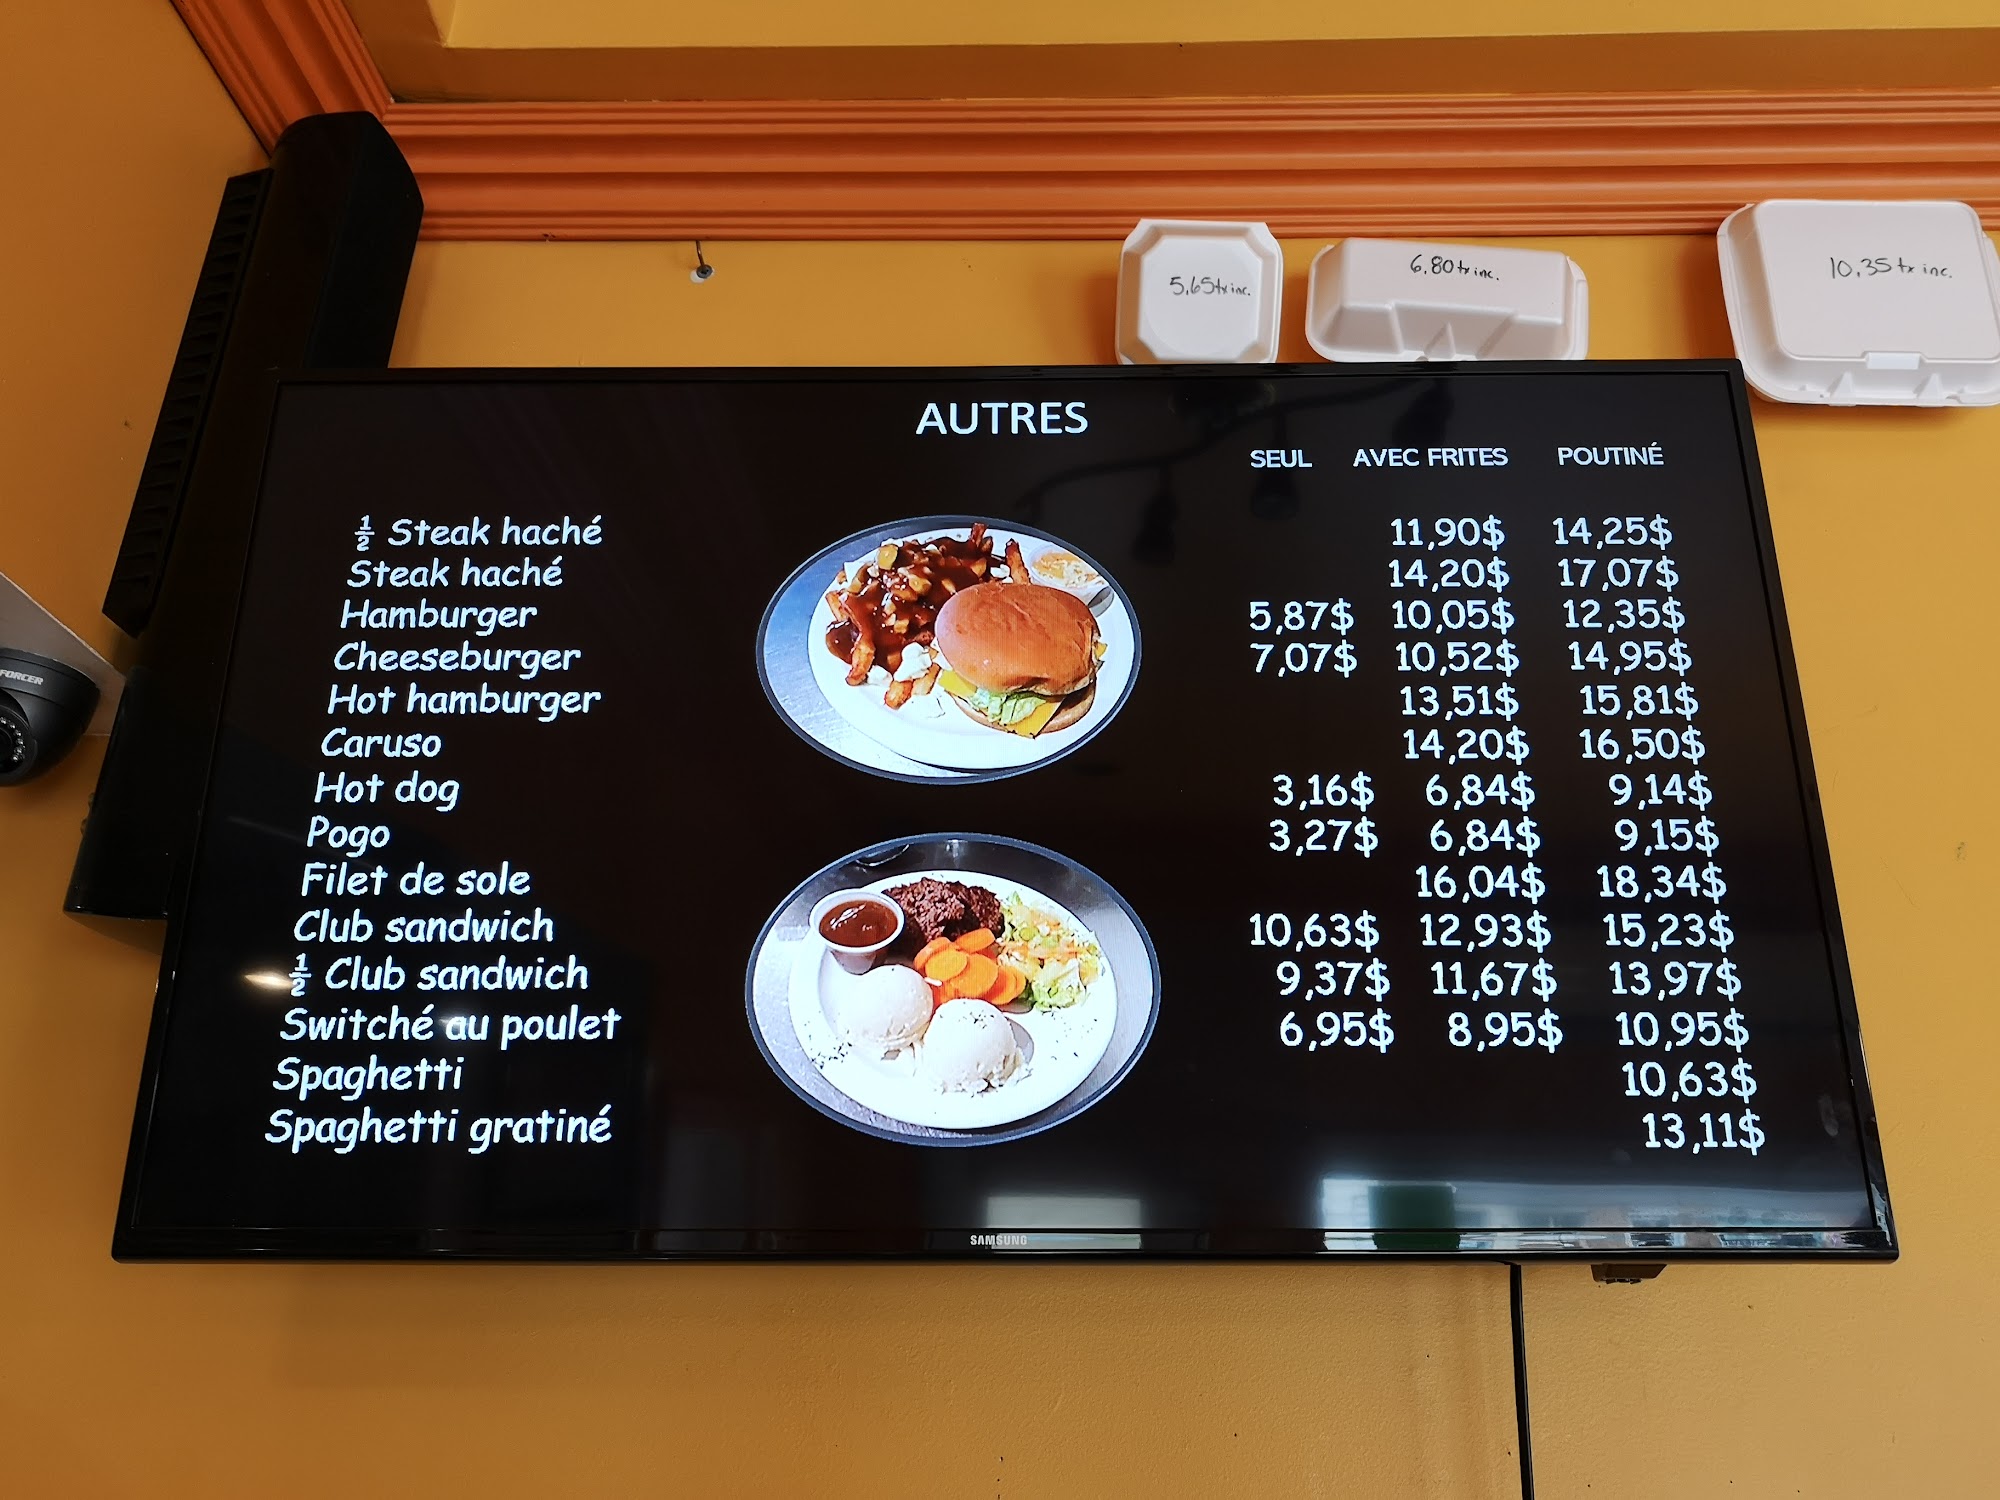 5,65 tx inc.
6,80 tx inc.
10,35 tx inc.
AUTRES
SEUL AVEC FRITES POUTINÉ
½ Steak haché 11,90$ 14,25$
Steak haché 14,20$ 17,07$
Hamburger 5,87$ 10,05$ 12,35$
Cheeseburger 7,07$ 10,52$ 14,95$
Hot hamburger 13,51$ 15,81$
Caruso 14,20$ 16,50$
Hot dog 3,16$ 6,84$ 9,14$
Pogo 3,27$ 6,84$ 9,15$
Filet de sole 16,04$ 18,34$
Club sandwich 10,63$ 12,93$ 15,23$
½ Club sandwich 9,37$ 11,67$ 13,97$
Switché au poulet 6,95$ 8,95$ 10,95$
Spaghetti 10,63$
Spaghetti gratiné 13,11$
SAMSUNG